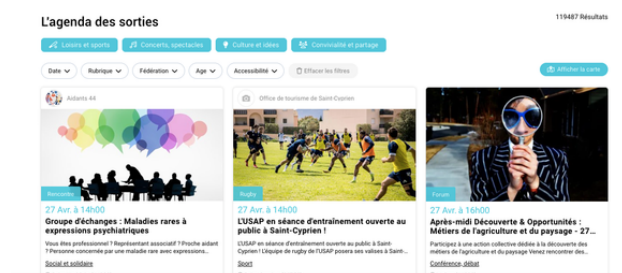 L'agenda des sorties
119487 Résultats
Loisirs et sports
Concerts, spectacles
Culture et idées
Convivialité et partage
Date
Rubrique
Fédération
Age
Accessibilité
Effacer les filtres
Afficher la carte
Aidants 44
Rencontre
27 Avr. à 14h00
Groupe d'échanges : Maladies rares à
expressions psychiatriques
Vous êtes professionnel ? Représentant associatif ? Proche aidant
? Personne concernée par une maladie rare avec expressions...
Social et solidaire
Office de tourisme de Saint-Cyprien
Rugby
27 Avr. à 14h00
L'USAP en séance d'entraînement ouverte au
public à Saint-Cyprien !
L'USAP en séance d'entraînement ouverte au public à Saint-
Cyprien ! L'équipe de rugby de l'USAP posera ses valises à Saint-...
Sport
Forum
27 Avr. à 16h00
Après-midi Découverte & Opportunités :
Métiers de l'agriculture et du paysage - 27...
Participez à une action collective dédiée à la découverte des
métiers de l'agriculture et du paysage Venez rencontrer des...
Conférence, débat